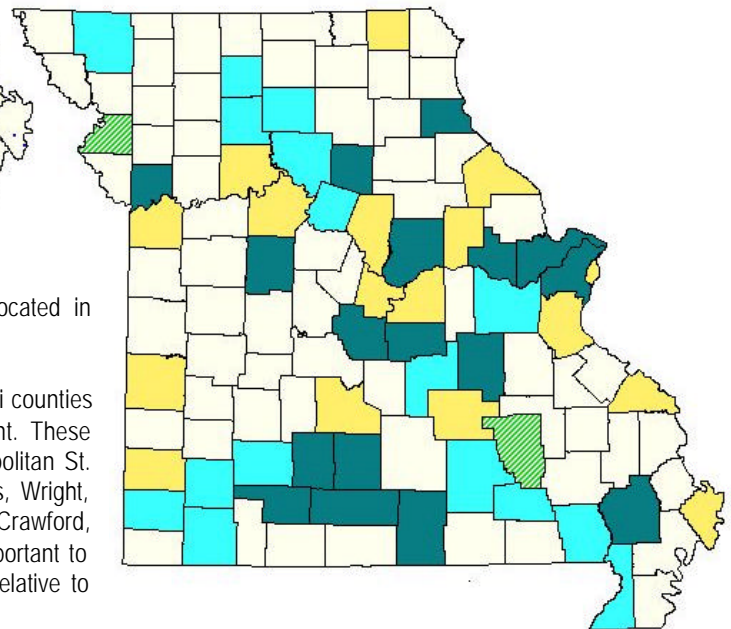 ocated in
i counties
nt. These
politan St.
s, Wright,
Crawford,
portant to
elative to